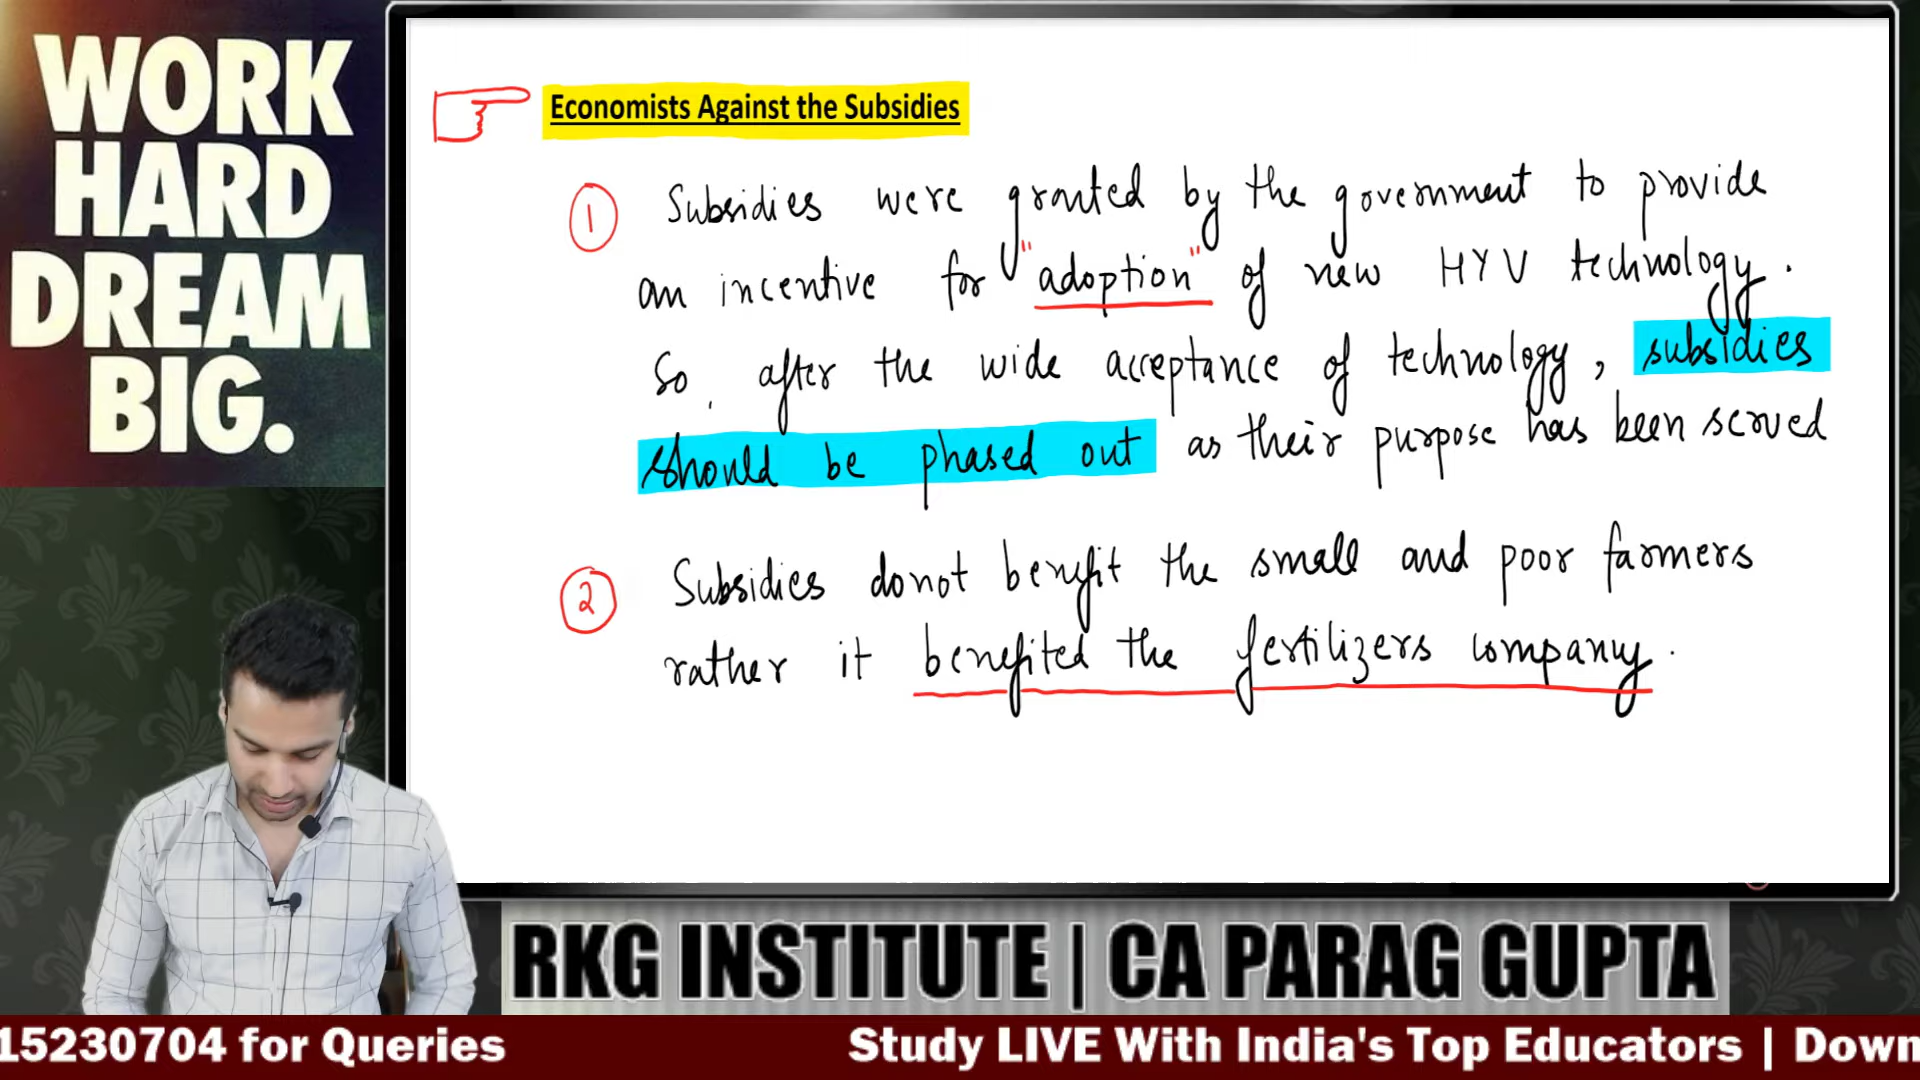 WORK
HARD
DREAM
BIG.
Economists Against the Subsidies
1 Subsidies were granted by the government to provide
an incentive for "adoption" of new HYV technology.
So, after the wide acceptance of technology, subsidies
should be phased out as their purpose has been served
2 Subsidies donot benefit the small and poor farmers
rather it benefited the fertilizers company.
RKG INSTITUTE | CA PARAG GUPTA
15230704 for Queries Study LIVE With India's Top Educators | Down